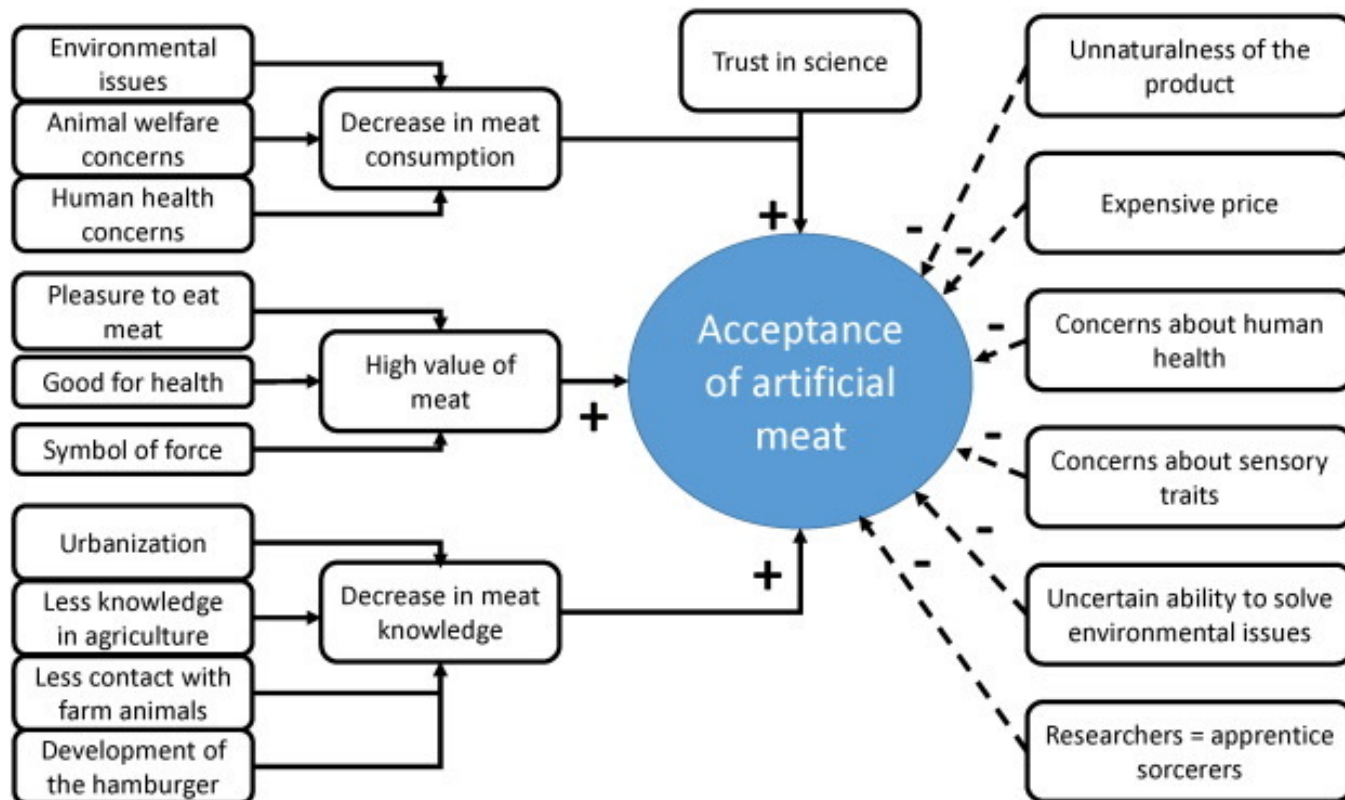 Environmental
issues
Animal welfare
concerns
Human health
concerns
Decrease in meat
consumption
Trust in science
+
Pleasure to eat
meat
Good for health
Symbol of force
High value of
meat
+
Urbanization
Less knowledge
in agriculture
Less contact with
farm animals
Development of
the hamburger
Decrease in meat
knowledge
+
Acceptance
of artificial
meat
Unnaturalness of the
product
-
Expensive price
-
Concerns about human
health
-
Concerns about sensory
traits
-
Uncertain ability to solve
environmental issues
-
Researchers = apprentice
sorcerers
-